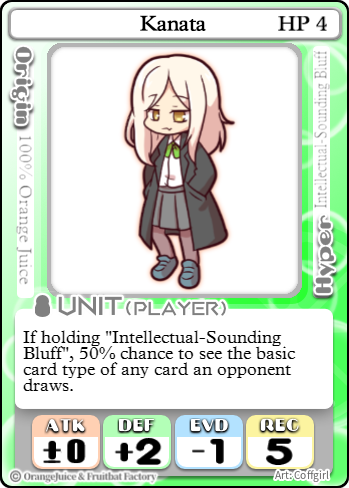 Kanata HP 4
Origin
100% Orange Juice
Hyper
Intellectual-Sounding Bluff
UNIT (PLAYER)
If holding "Intellectual-Sounding
Bluff", 50% chance to see the basic
card type of any card an opponent
draws.
ATK DEF EVD REC
±0 +2 -1 5
© OrangeJuice & Fruitbat Factory
Art: Coffgirl